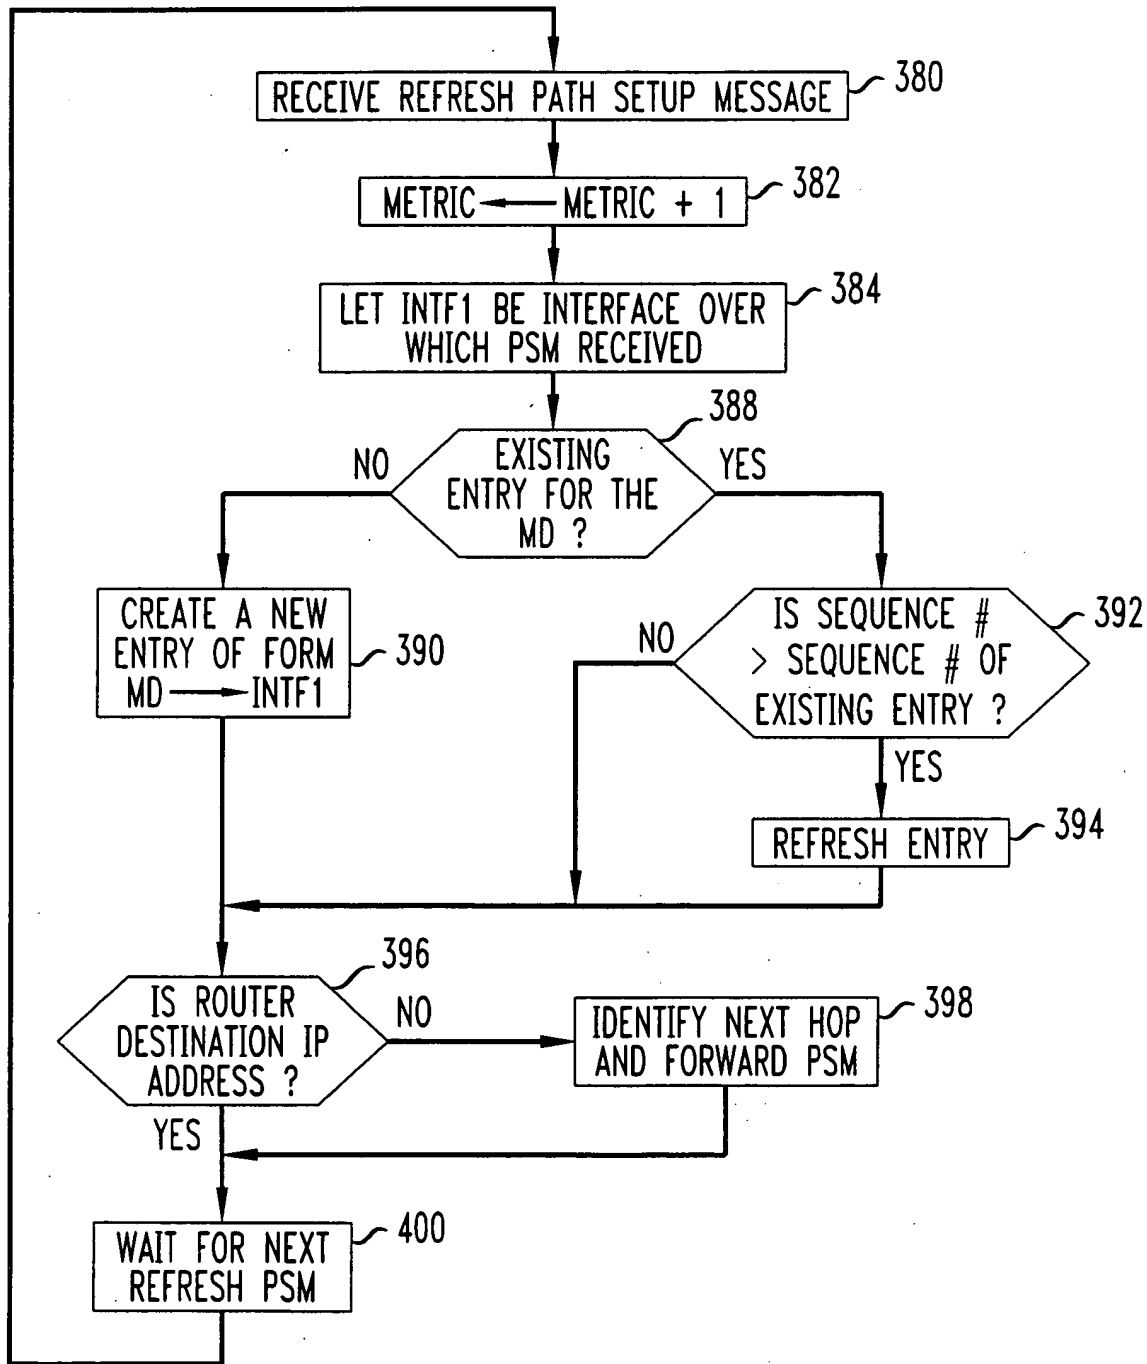 RECEIVE REFRESH PATH SETUP MESSAGE
380
METRIC ← METRIC + 1
382
LET INTF1 BE INTERFACE OVER
WHICH PSM RECEIVED
384
388
EXISTING
ENTRY FOR THE
MD ?
NO
YES
CREATE A NEW
ENTRY OF FORM
MD → INTF1
390
IS SEQUENCE #
> SEQUENCE # OF
EXISTING ENTRY ?
392
NO
YES
REFRESH ENTRY
394
396
IS ROUTER
DESTINATION IP
ADDRESS ?
NO
IDENTIFY NEXT HOP
AND FORWARD PSM
398
YES
WAIT FOR NEXT
REFRESH PSM
400